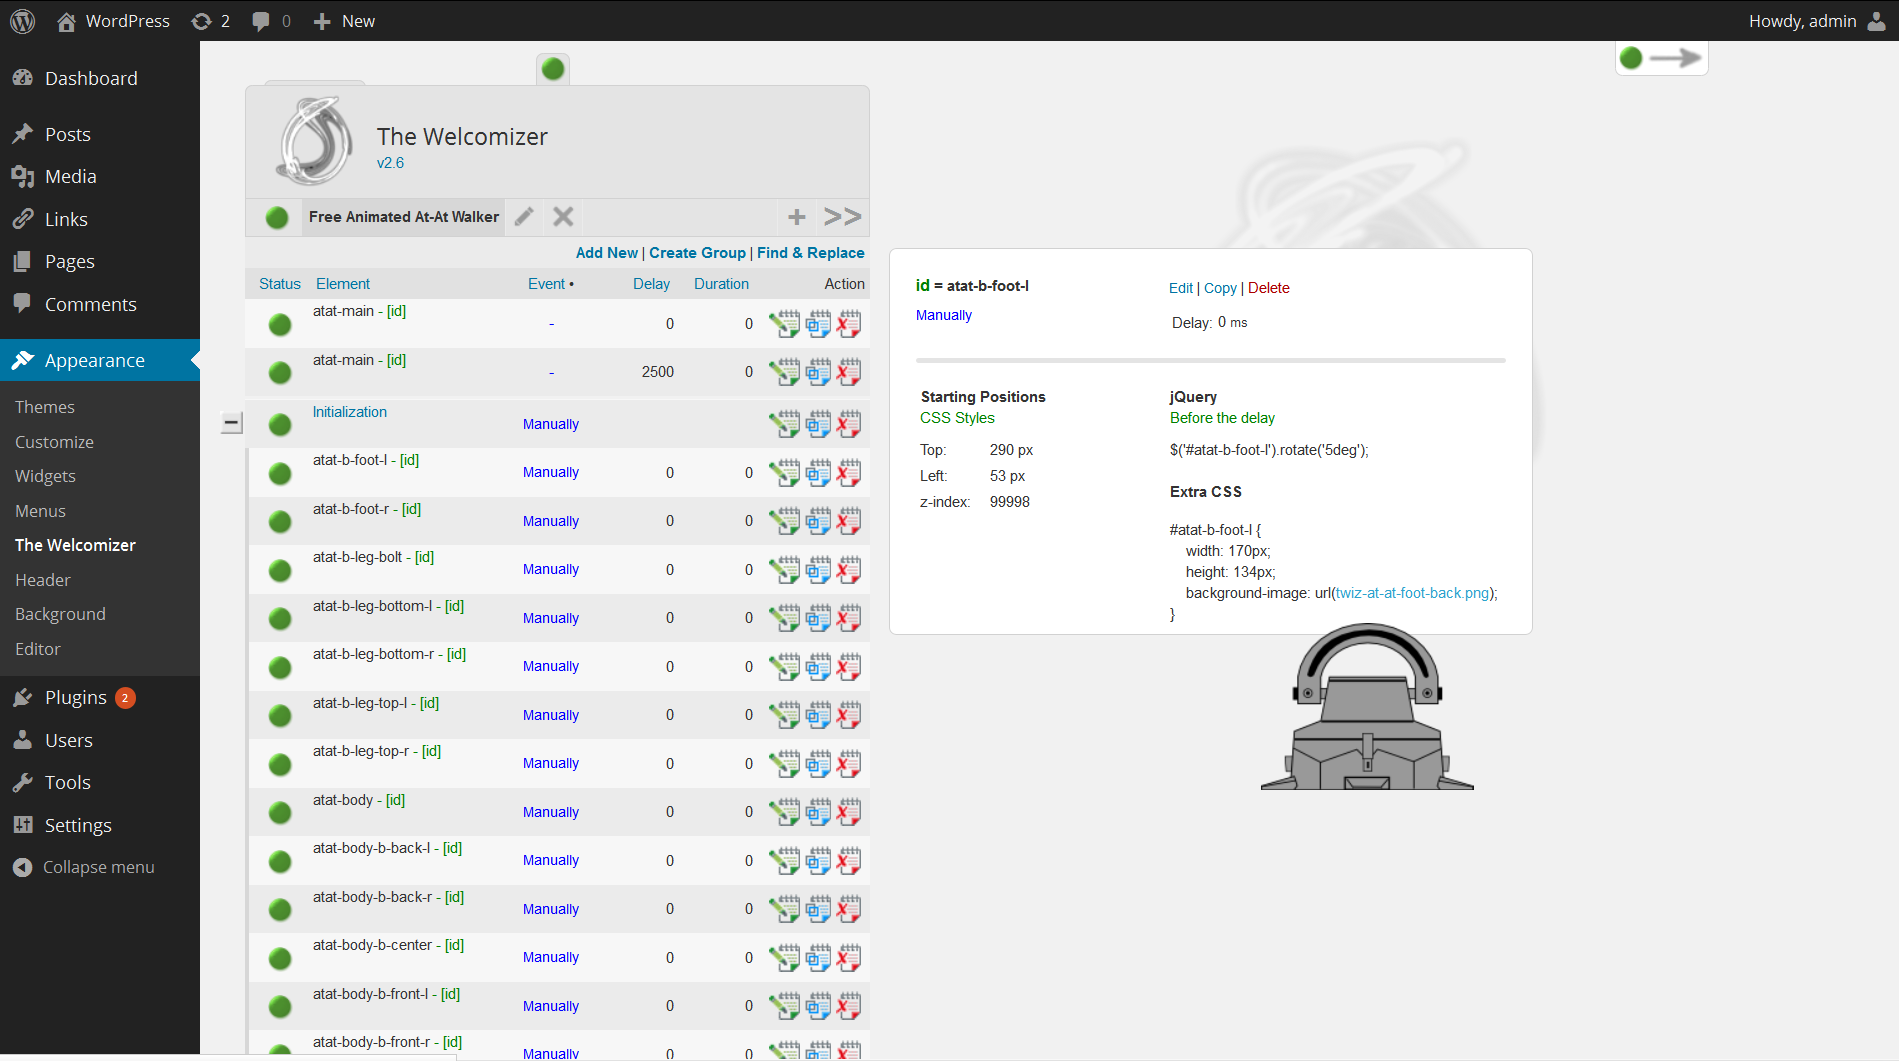 WordPress 2 0 New Howdy, admin
Dashboard
Posts
Media
Links
Pages
Comments
Appearance
Themes
Customize
Widgets
Menus
The Welcomizer
Header
Background
Editor
Plugins 2
Users
Tools
Settings
Collapse menu
The Welcomizer
v2.6
Free Animated At-At Walker + >>
Add New | Create Group | Find & Replace
Status Element Event • Delay Duration Action
atat-main - [id] - 0 0
atat-main - [id] - 2500 0
Initialization Manually
atat-b-foot-l - [id] Manually 0 0
atat-b-foot-r - [id] Manually 0 0
atat-b-leg-bolt - [id] Manually 0 0
atat-b-leg-bottom-l - [id] Manually 0 0
atat-b-leg-bottom-r - [id] Manually 0 0
atat-b-leg-top-l - [id] Manually 0 0
atat-b-leg-top-r - [id] Manually 0 0
atat-body - [id] Manually 0 0
atat-body-b-back-l - [id] Manually 0 0
atat-body-b-back-r - [id] Manually 0 0
atat-body-b-center - [id] Manually 0 0
atat-body-b-front-l - [id] Manually 0 0
atat-body-b-front-r - [id] Manually 0 0
id = atat-b-foot-l Edit | Copy | Delete
Manually Delay: 0 ms
Starting Positions
CSS Styles
Top: 290 px
Left: 53 px
z-index: 99998
jQuery
Before the delay
$('#atat-b-foot-l').rotate('5deg');
Extra CSS
#atat-b-foot-l {
width: 170px;
height: 134px;
background-image: url(twiz-at-at-foot-back.png);
}